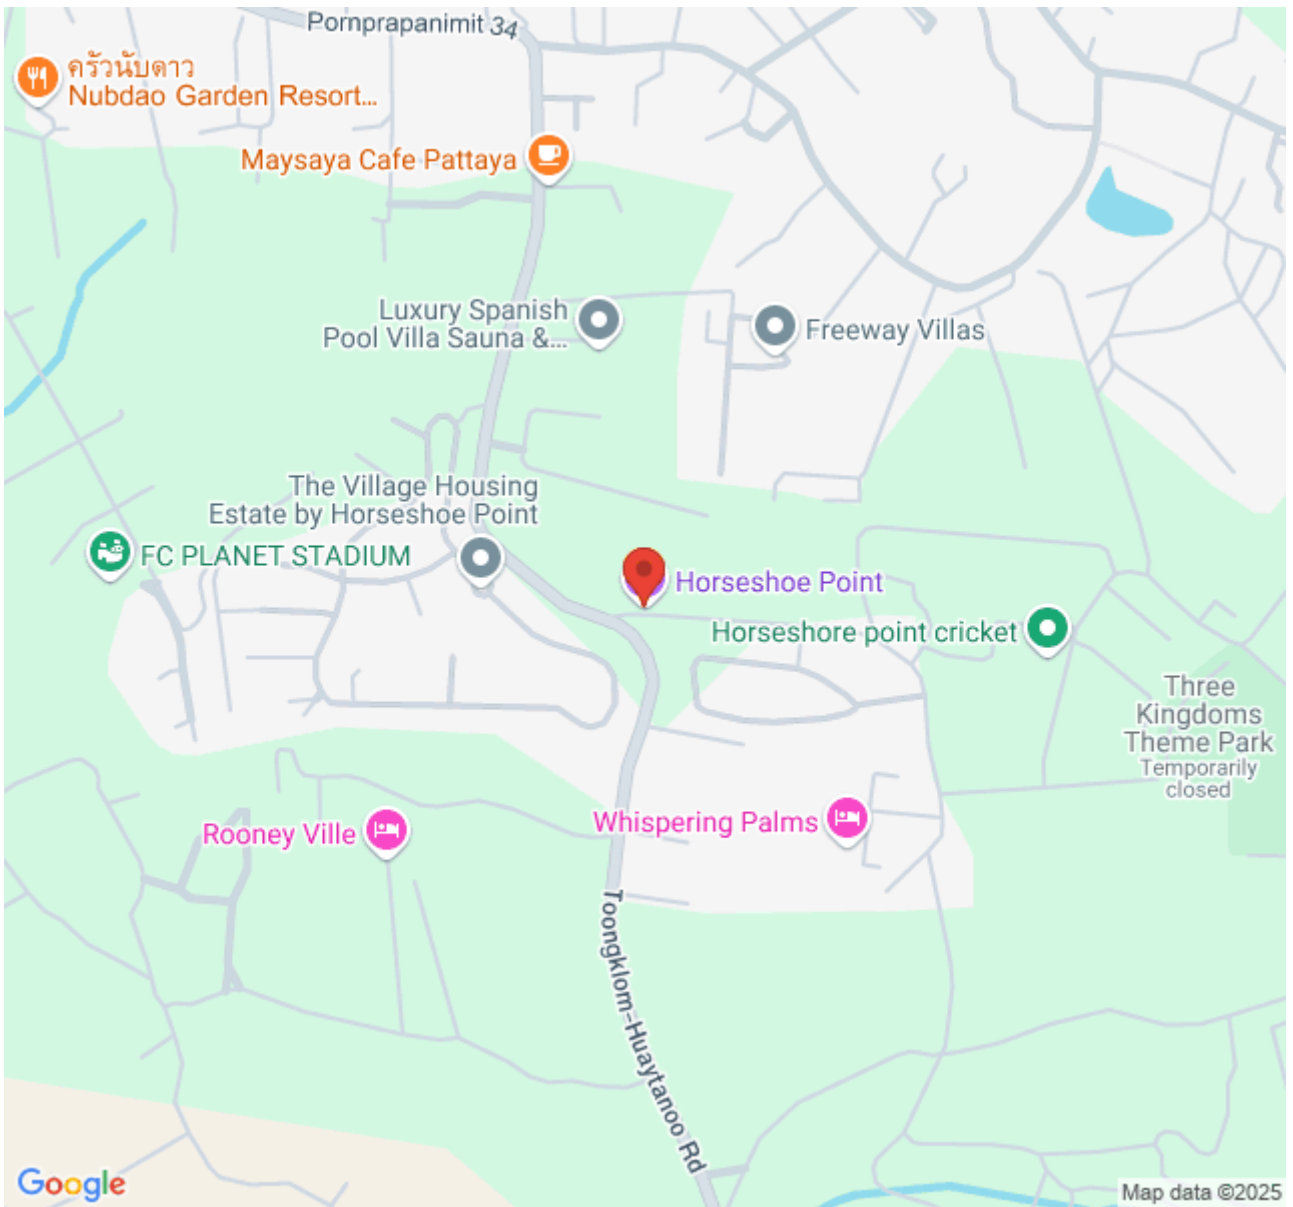 Pornprapanimit 34
ครัวนับดาว
Nubdao Garden Resort...
Maysaya Cafe Pattaya
Luxury Spanish
Pool Villa Sauna &...
Freeway Villas
The Village Housing
Estate by Horseshoe Point
FC PLANET STADIUM
Horseshoe Point
Horseshore point cricket
Three
Kingdoms
Theme Park
Temporarily
closed
Whispering Palms
Rooney Ville
Toongklom-Huaytanoo Rd
Google
Map data ©2025